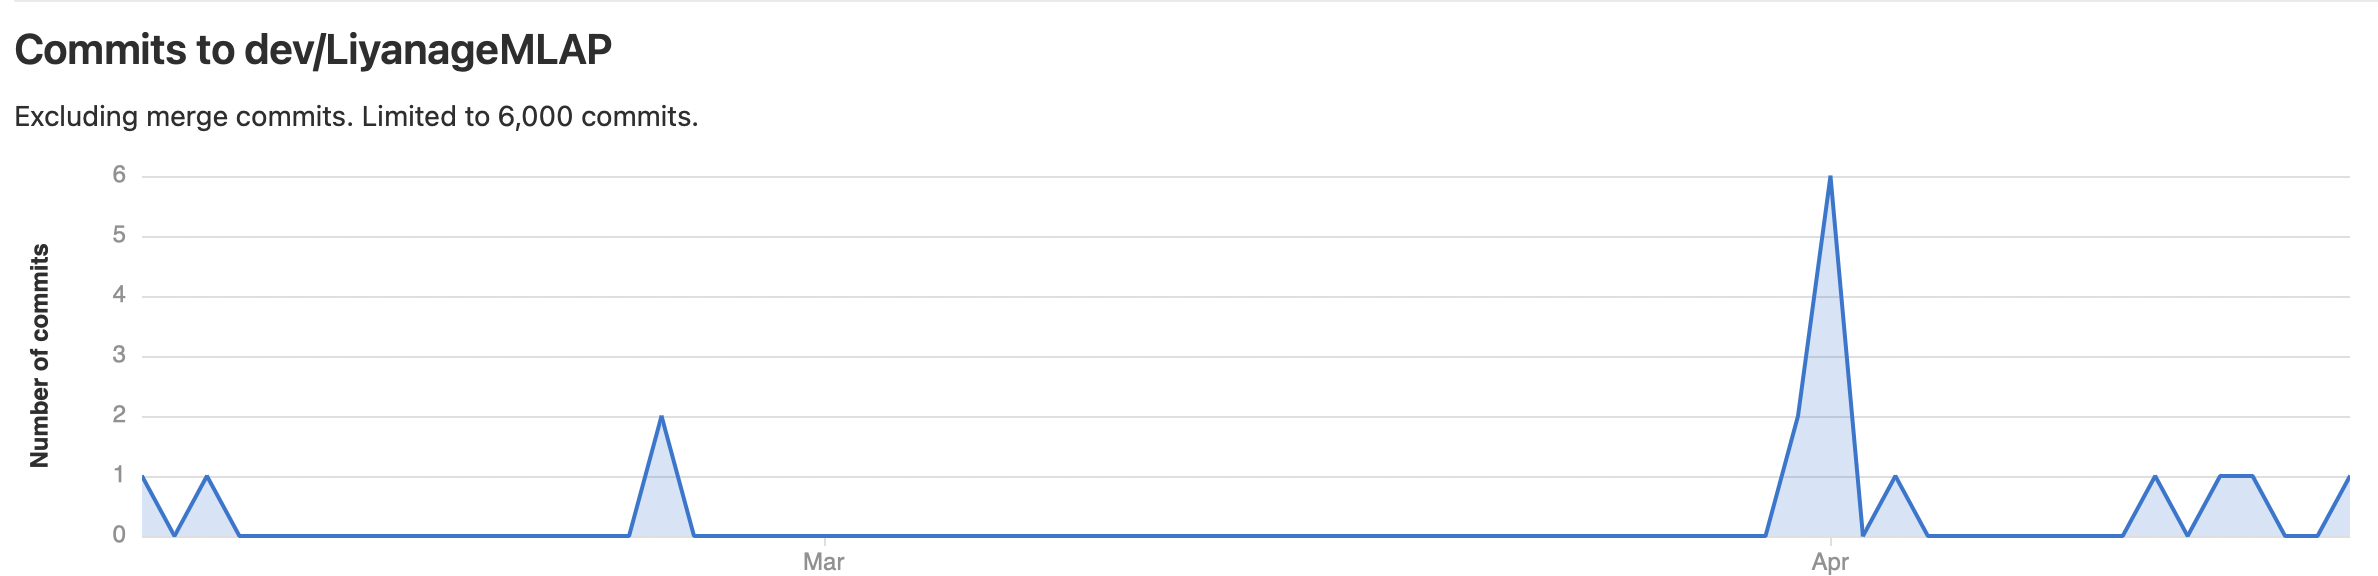 Commits to dev/LiyanageMLAP
Excluding merge commits. Limited to 6,000 commits.
Number of commits
6
5
4
3
2
1
0
Mar
Apr